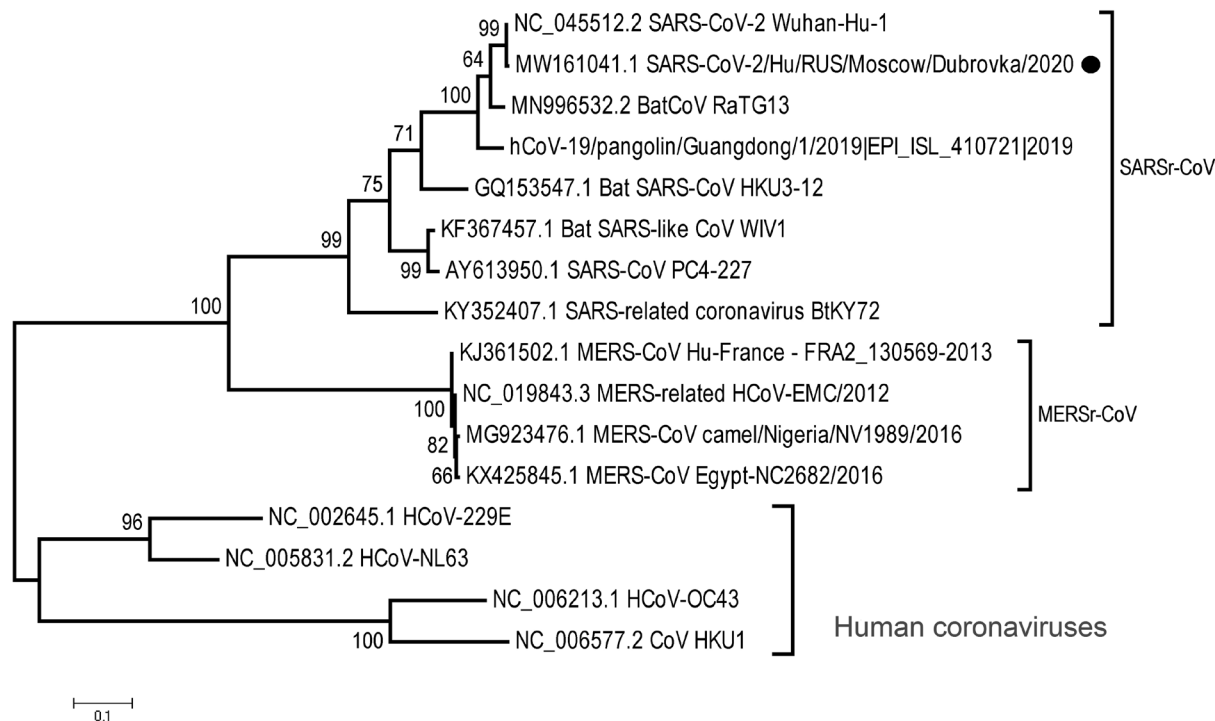 99
NC_045512.2 SARS-CoV-2 Wuhan-Hu-1
64
MW161041.1 SARS-CoV-2/Hu/RUS/Moscow/Dubrovka/2020
100
MN996532.2 BatCoV RaTG13
71
hCoV-19/pangolin/Guangdong/1/2019|EPI_ISL_410721|2019
SARSr-CoV
75
GQ153547.1 Bat SARS-CoV HKU3-12
KF367457.1 Bat SARS-like CoV WIV1
99
99
AY613950.1 SARS-CoV PC4-227
100
KY352407.1 SARS-related coronavirus BtKY72
KJ361502.1 MERS-CoV Hu-France - FRA2_130569-2013
100
NC_019843.3 MERS-related HCoV-EMC/2012
MERSr-CoV
82
MG923476.1 MERS-CoV camel/Nigeria/NV1989/2016
66
KX425845.1 MERS-CoV Egypt-NC2682/2016
96
NC_002645.1 HCoV-229E
NC_005831.2 HCoV-NL63
NC_006213.1 HCoV-OC43
Human coronaviruses
100
NC_006577.2 CoV HKU1
0.1